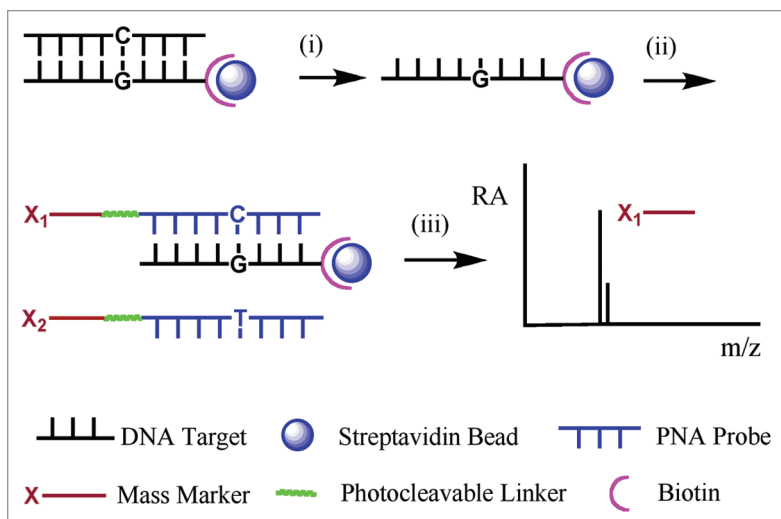 C
G
(i)
G
(ii)
X1
C
G
(iii)
RA
X1
X2
T
m/z
DNA Target
Streptavidin Bead
PNA Probe
X
Mass Marker
Photocleavable Linker
Biotin